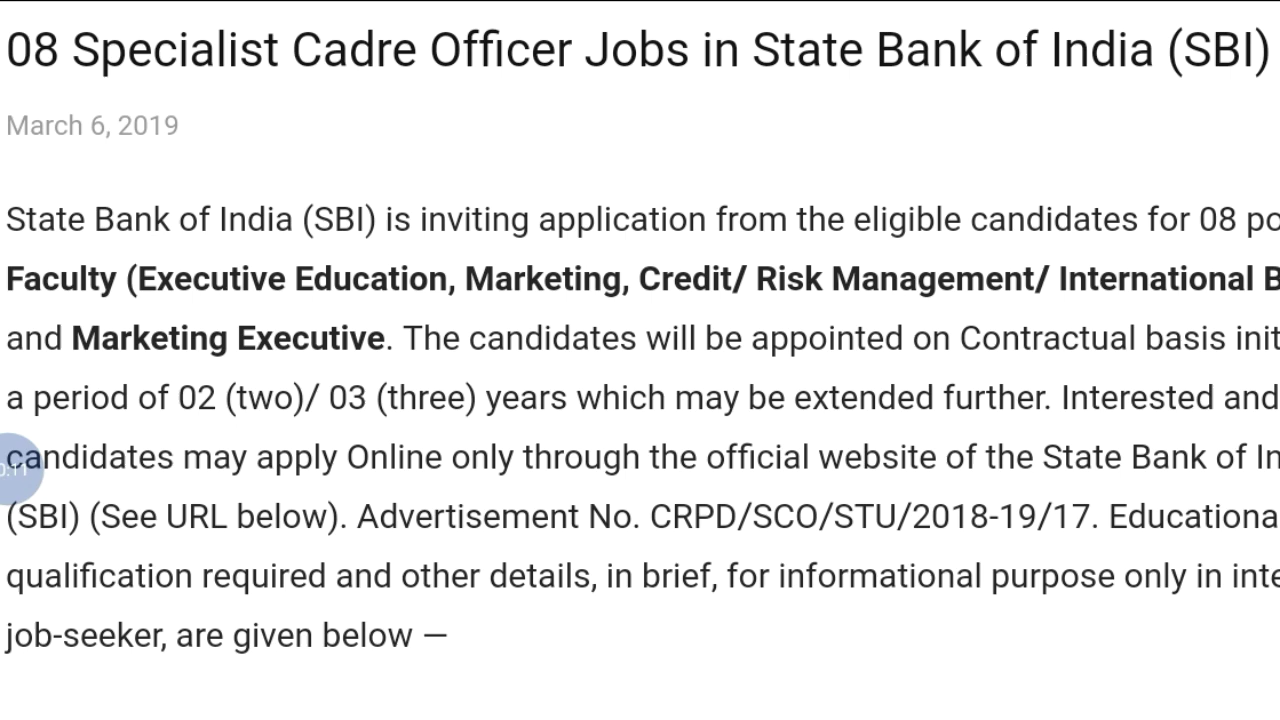 08 Specialist Cadre Officer Jobs in State Bank of India (SBI)
March 6, 2019
State Bank of India (SBI) is inviting application from the eligible candidates for 08
Faculty (Executive Education, Marketing, Credit/ Risk Management/ International
and Marketing Executive. The candidates will be appointed on Contractual basis
a period of 02 (two)/ 03 (three) years which may be extended further. Interested and
candidates may apply Online only through the official website of the State Bank of
(SBI) (See URL below). Advertisement No. CRPD/SCO/STU/2018-19/17.
qualification required and other details, in brief, for informational purpose only in
job-seeker, are given below —